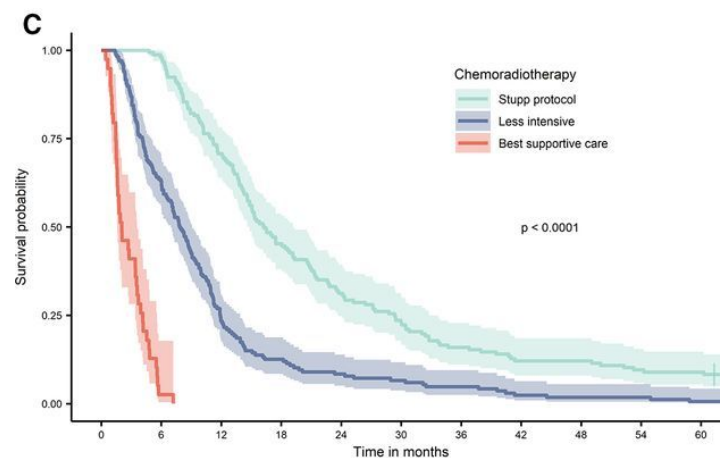 C
Chemoradiotherapy
Stupp protocol
Less intensive
Best supportive care
p < 0.0001
Survival probability
1.00
0.75
0.50
0.25
0.00
0 6 12 18 24 30 36 42 48 54 60
Time in months